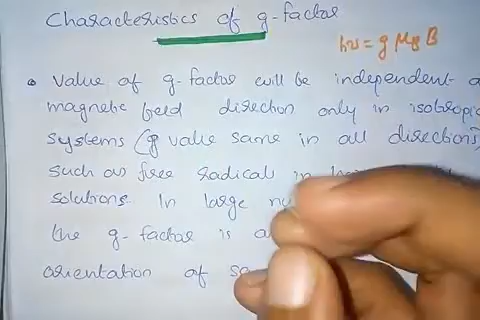 Characteristics of g-factor
hν = g μB B
Value of g-factor will be independent
magnetic field direction only in isotropic
systems (g value same in all directions)
such as free radicals in
solutions. In large
the g-factor is
orientation of